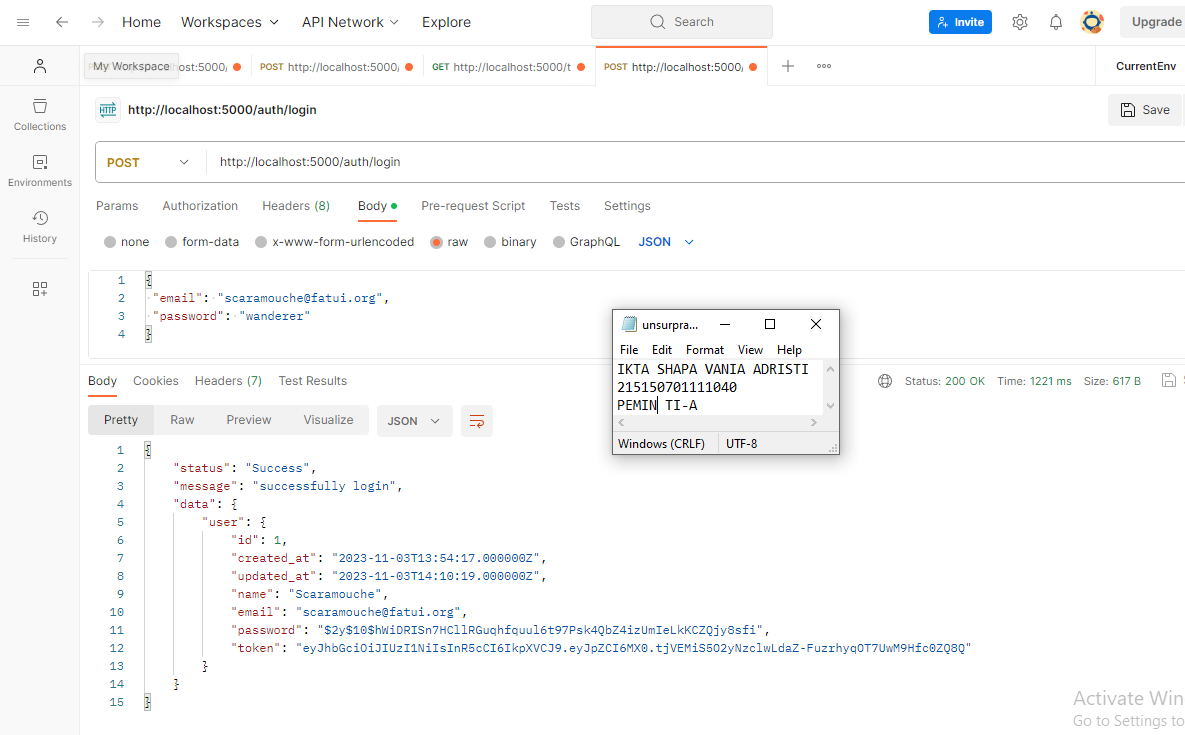 Home Workspaces API Network Explore Search Invite Upgrade
My Workspace ost:5000/ POST http://localhost:5000/ GET http://localhost:5000/t POST http://localhost:5000/ CurrentEnv
HTTP http://localhost:5000/auth/login Save
Collections
POST http://localhost:5000/auth/login
Environments
Params Authorization Headers (8) Body Pre-request Script Tests Settings
History
none form-data x-www-form-urlencoded raw binary GraphQL JSON
1 {
2 "email": "scaramouche@fatui.org",
3 "password": "wanderer"
4 }
unsurpra...
File Edit Format View Help
IKTA SHAPA VANIA ADRISTI
215150701111040
PEMIN TI-A
Windows (CRLF) UTF-8
Body Cookies Headers (7) Test Results Status: 200 OK Time: 1221 ms Size: 617 B
Pretty Raw Preview Visualize JSON
1 {
2 "status": "Success",
3 "message": "successfully login",
4 "data": {
5 "user": {
6 "id": 1,
7 "created_at": "2023-11-03T13:54:17.000000Z",
8 "updated_at": "2023-11-03T14:10:19.000000Z",
9 "name": "Scaramouche",
10 "email": "scaramouche@fatui.org",
11 "password": "$2y$10$hWiDRISn7HCllRGuqhfquul6t97Psk4QbZ4izUmIeLkKCZQjy8sfi",
12 "token": "eyJhbGciOiJIUzI1NiIsInR5cCI6IkpXVCJ9.eyJpZCI6MX0.tjVEMiS5O2yNzclwLdaZ-FuzrhyqOT7UwM9Hfc0ZQ8Q"
13 }
14 }
15 }
Activate Win
Go to Settings to